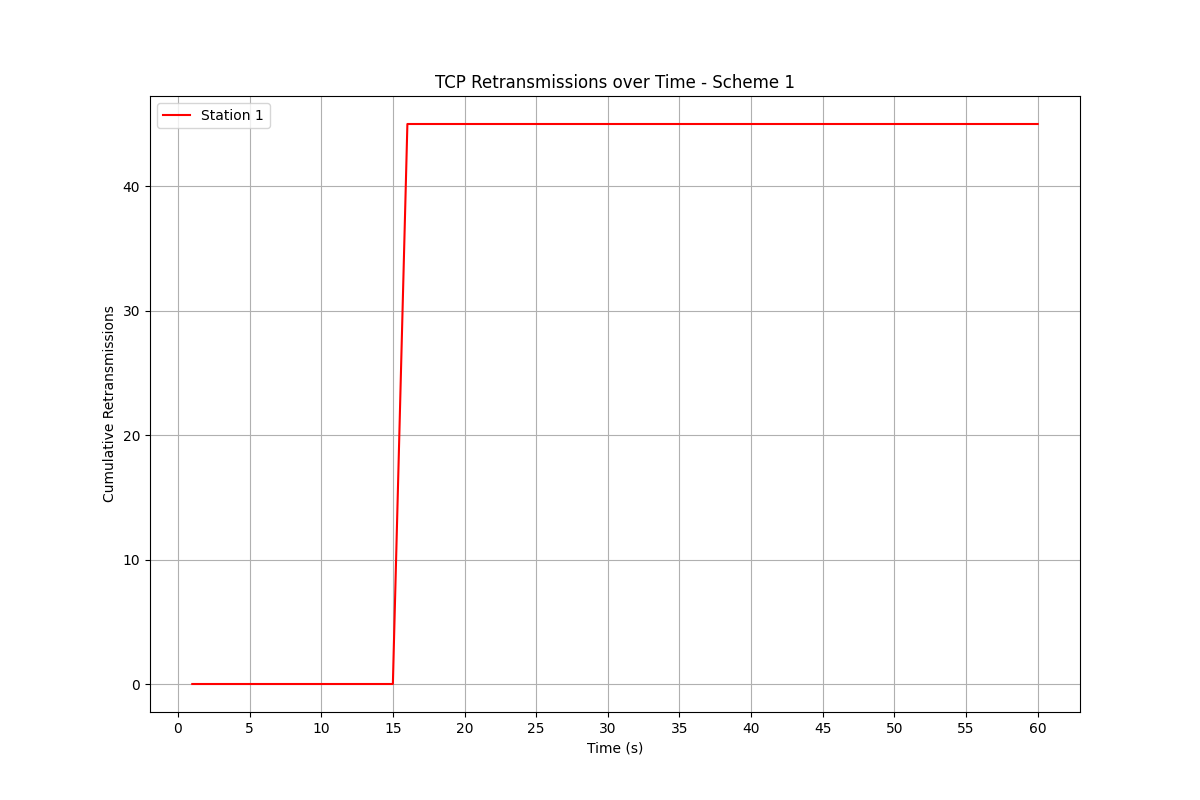 TCP Retransmissions over Time - Scheme 1
Station 1
Cumulative Retransmissions
40
30
20
10
0
0 5 10 15 20 25 30 35 40 45 50 55 60
Time (s)